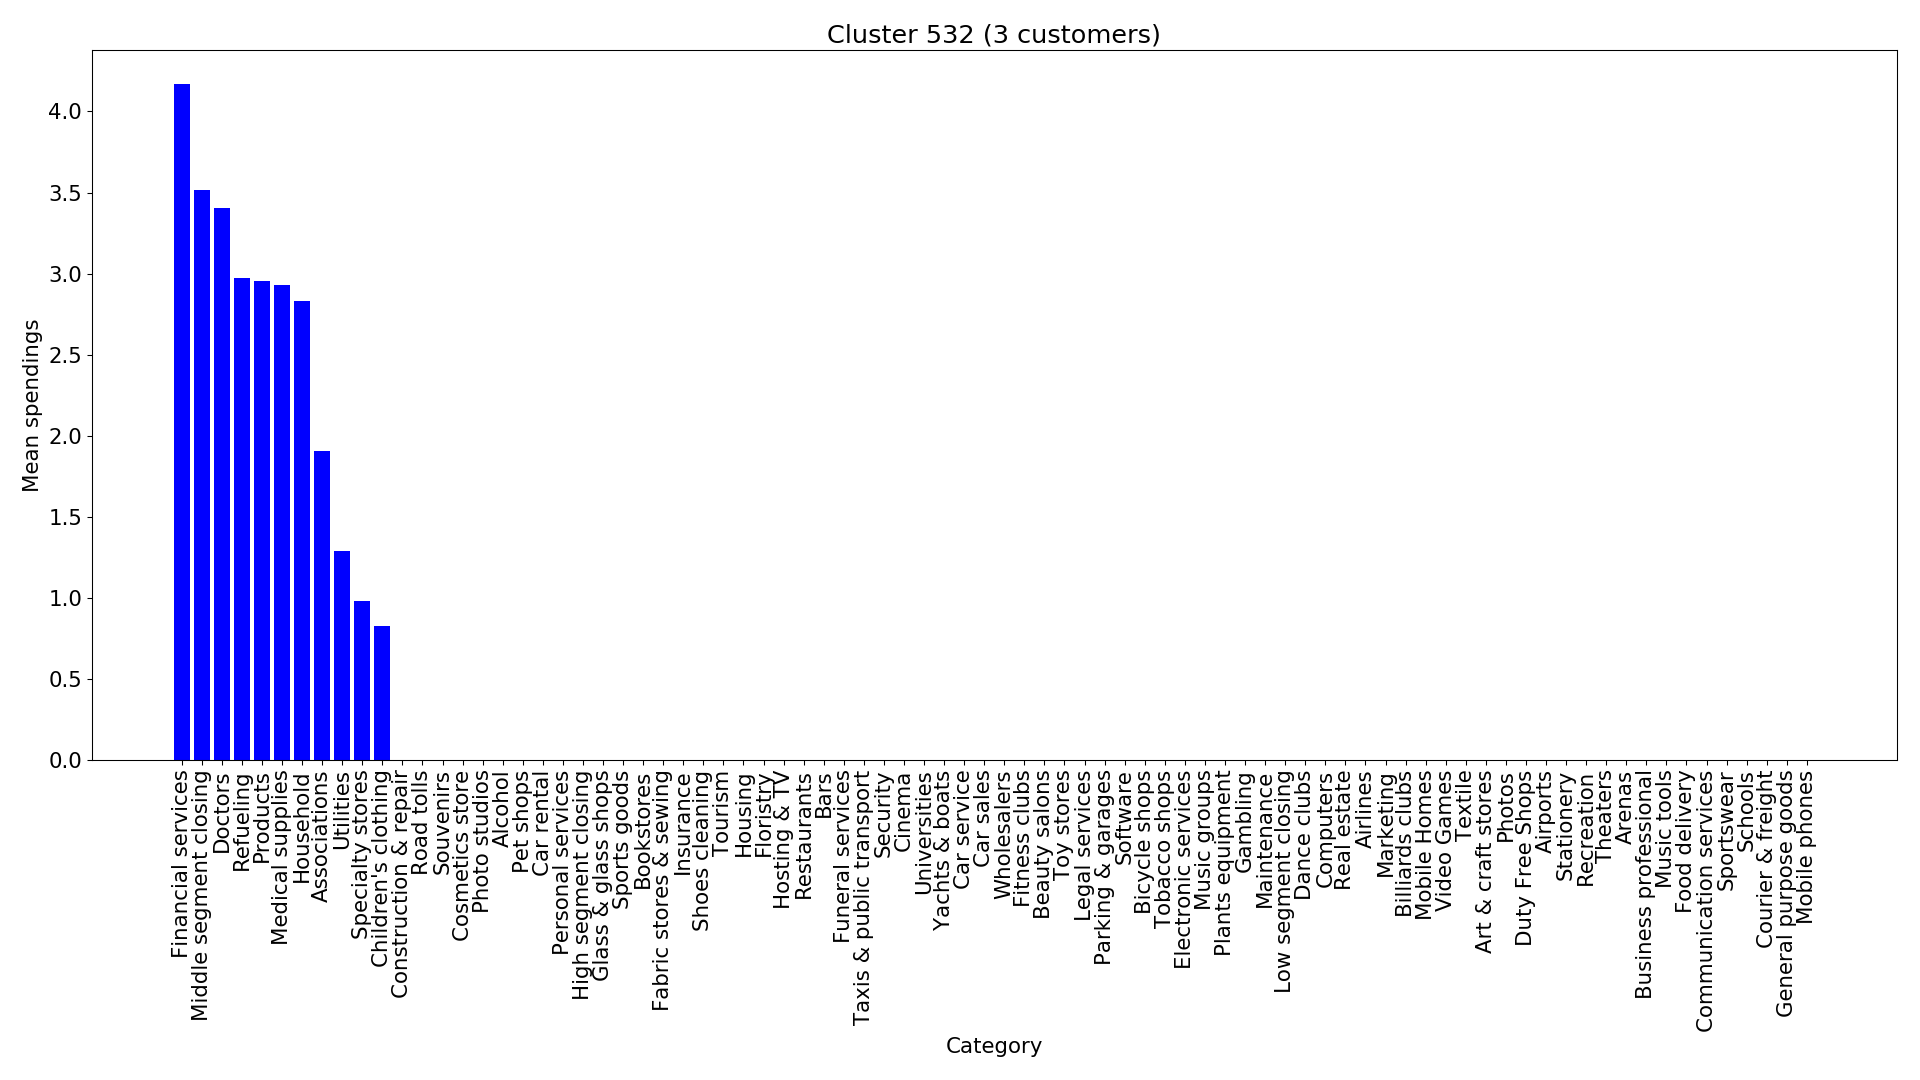 Cluster 532 (3 customers)
Mean spendings
4.0
3.5
3.0
2.5
2.0
1.5
1.0
0.5
0.0
Financial services
Middle segment closing
Doctors
Refueling
Products
Medical supplies
Household
Associations
Utilities
Specialty stores
Children's clothing
Construction & repair
Road tolls
Souvenirs
Cosmetics store
Photo studios
Alcohol
Pet shops
Car rental
Personal services
High segment closing
Glass & glass shops
Sports goods
Bookstores
Fabric stores & sewing
Insurance
Shoes cleaning
Tourism
Housing
Floristry
Hosting & TV
Restaurants
Bars
Funeral services
Taxis & public transport
Security
Cinema
Universities
Yachts & boats
Car service
Car sales
Wholesalers
Fitness clubs
Beauty salons
Toy stores
Legal services
Parking & garages
Software
Bicycle shops
Tobacco shops
Electronic services
Music groups
Plants equipment
Gambling
Maintenance
Low segment closing
Dance clubs
Computers
Real estate
Airlines
Marketing
Billiards clubs
Mobile Homes
Video Games
Textile
Art & craft stores
Photos
Duty Free Shops
Airports
Stationery
Recreation
Theaters
Arenas
Business professional
Music tools
Food delivery
Communication services
Sportswear
Schools
Courier & freight
General purpose goods
Mobile phones
Category